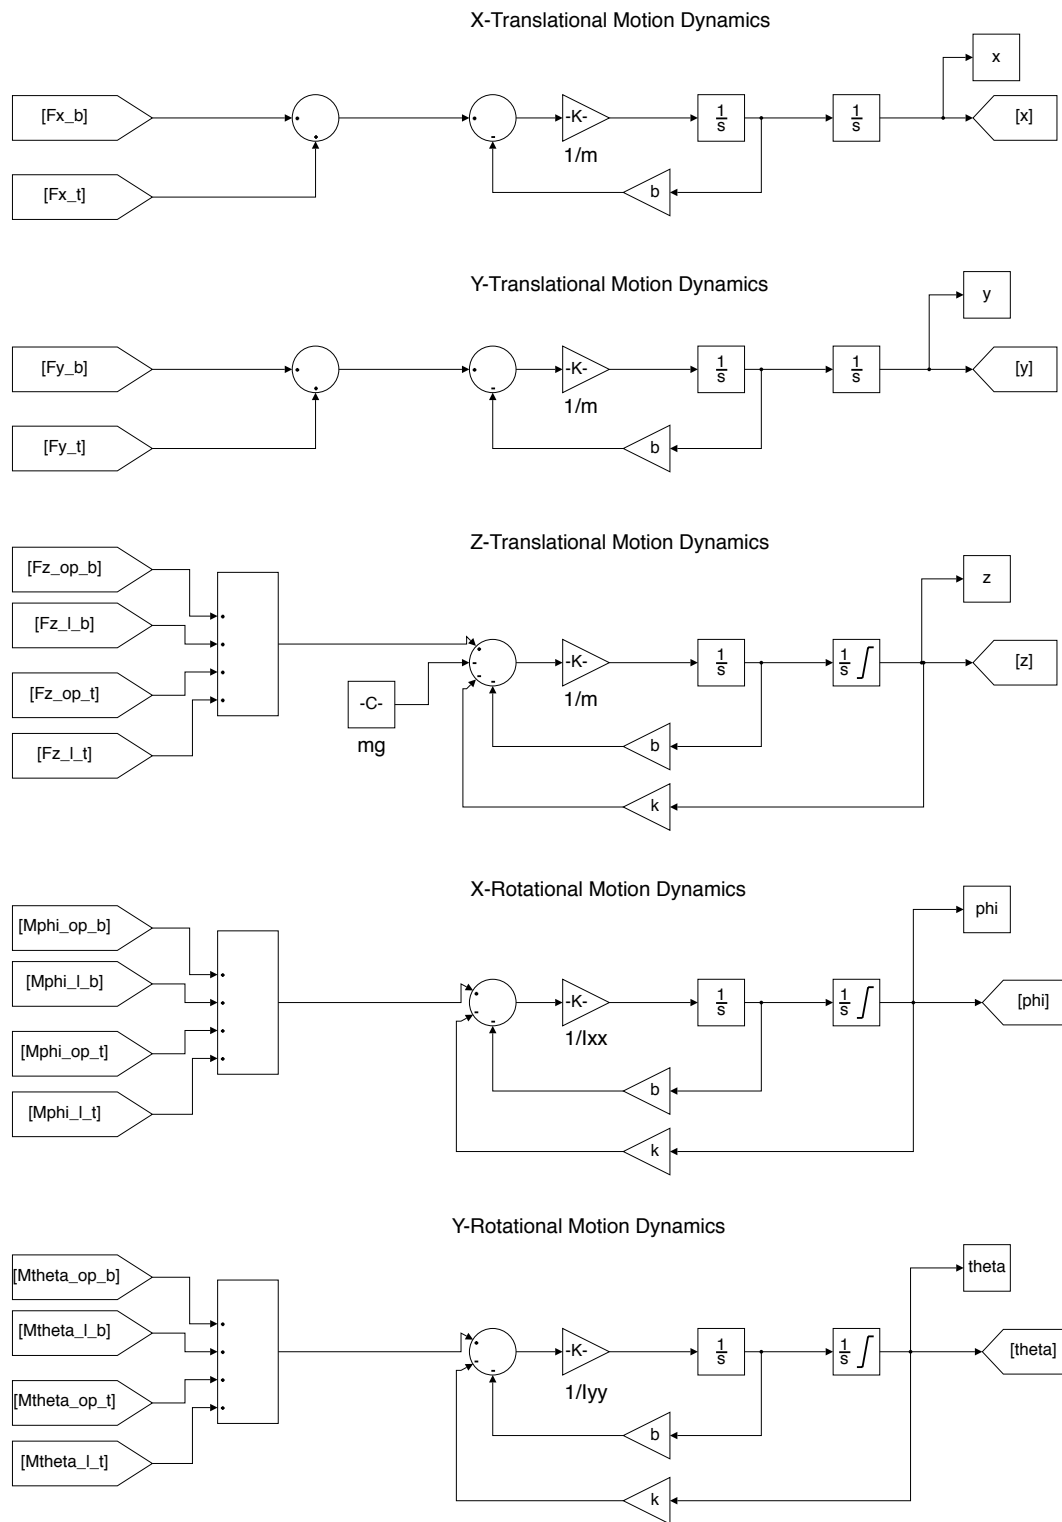 X-Translational Motion Dynamics
x
[Fx_b]
-K-
1
s
1
s
[x]
1/m
[Fx_t]
b
Y-Translational Motion Dynamics
y
[Fy_b]
-K-
1
s
1
s
[y]
1/m
[Fy_t]
b
Z-Translational Motion Dynamics
[Fz_op_b]
z
[Fz_l_b]
-K-
1
s
1
s
[z]
[Fz_op_t]
1/m
-C-
mg
[Fz_l_t]
b
k
X-Rotational Motion Dynamics
[Mphi_op_b]
phi
[Mphi_l_b]
-K-
1
s
1
s
[phi]
1/Ixx
[Mphi_op_t]
b
[Mphi_l_t]
k
Y-Rotational Motion Dynamics
[Mtheta_op_b]
theta
[Mtheta_l_b]
-K-
1
s
1
s
[theta]
1/Iyy
[Mtheta_op_t]
b
[Mtheta_l_t]
k